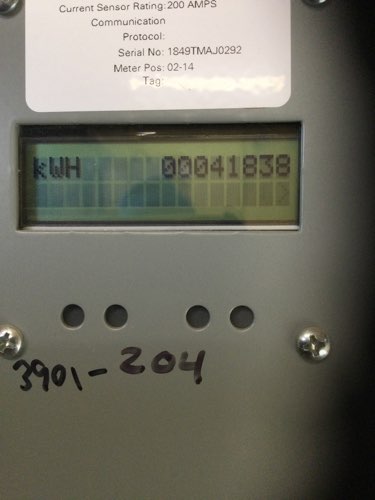 Current Sensor Rating: 200 AMPS
Communication
Protocol:
Serial No: 1849TMAJ0292
Meter Pos: 02-14
Tag:
kWH 00041838
3901-204